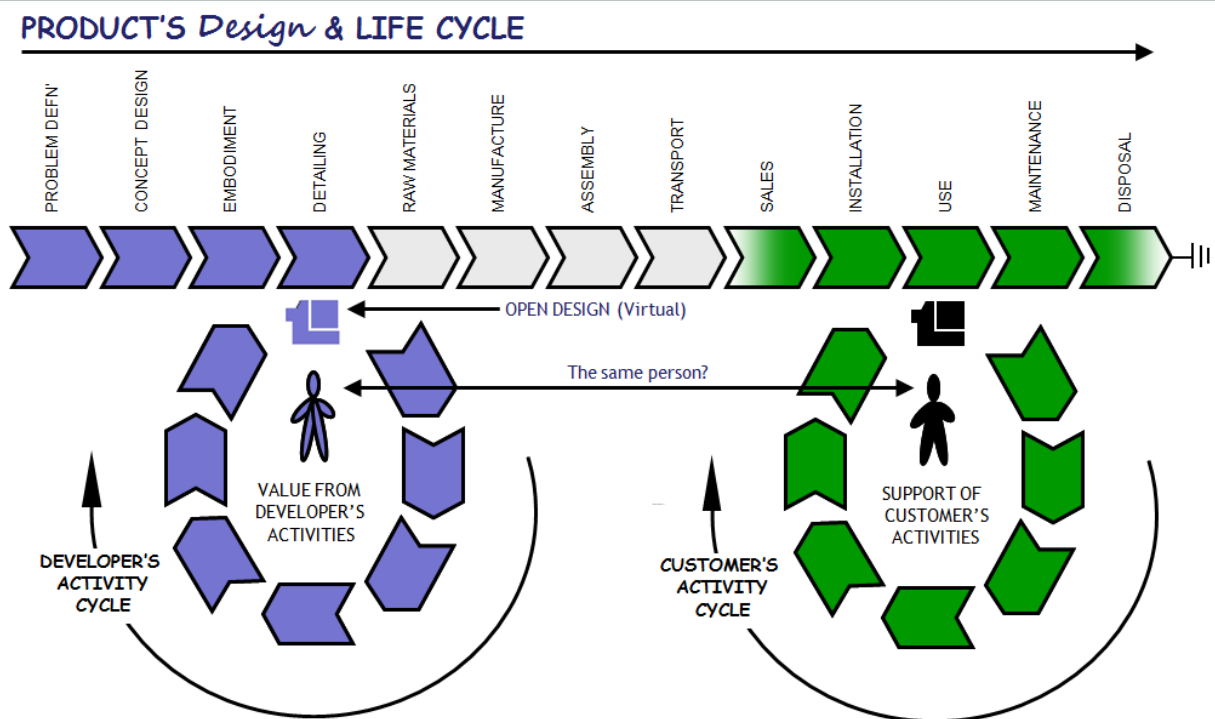 PRODUCT'S Design & LIFE CYCLE
PROBLEM DEFN'
CONCEPT DESIGN
EMBODIMENT
DETAILING
RAW MATERIALS
MANUFACTURE
ASSEMBLY
TRANSPORT
SALES
INSTALLATION
USE
MAINTENANCE
DISPOSAL
OPEN DESIGN (Virtual)
The same person?
VALUE FROM
DEVELOPER'S
ACTIVITIES
DEVELOPER'S
ACTIVITY
CYCLE
SUPPORT OF
CUSTOMER'S
ACTIVITIES
CUSTOMER'S
ACTIVITY
CYCLE